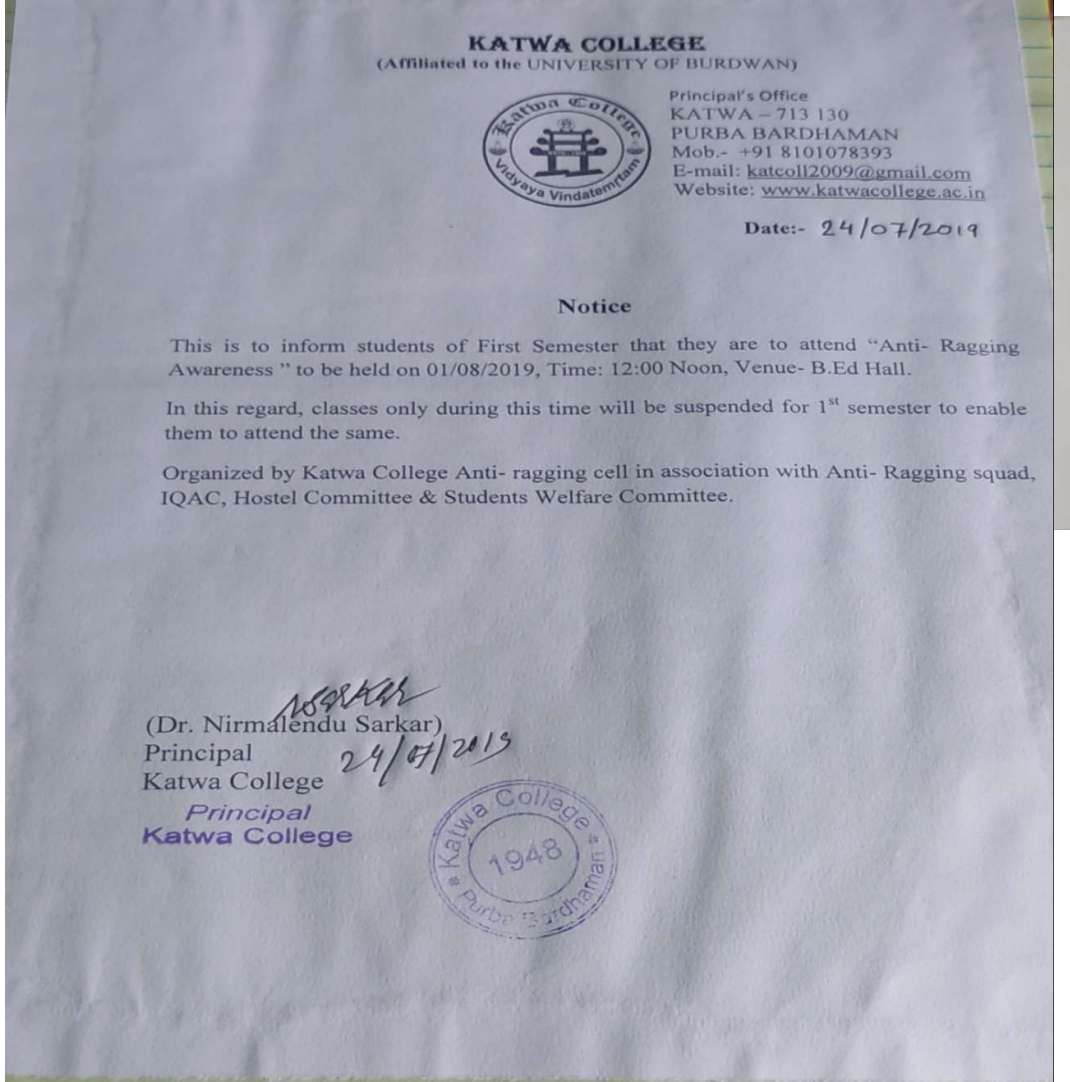 KATWA COLLEGE
(Affiliated to the UNIVERSITY OF BURDWAN)
Katwa College
Vidyaya Vindatemrtam
Principal's Office
KATWA – 713 130
PURBA BARDHAMAN
Mob.- +91 8101078393
E-mail: katcoll2009@gmail.com
Website: www.katwacollege.ac.in
Date:- 24/07/2019
Notice
This is to inform students of First Semester that they are to attend “Anti- Ragging
Awareness ” to be held on 01/08/2019, Time: 12:00 Noon, Venue- B.Ed Hall.
In this regard, classes only during this time will be suspended for 1st semester to enable
them to attend the same.
Organized by Katwa College Anti- ragging cell in association with Anti- Ragging squad,
IQAC, Hostel Committee & Students Welfare Committee.
NSarkar
(Dr. Nirmalendu Sarkar)
Principal
24/07/2019
Katwa College
Principal
Katwa College
Katwa College
1948
Purba Bardhaman